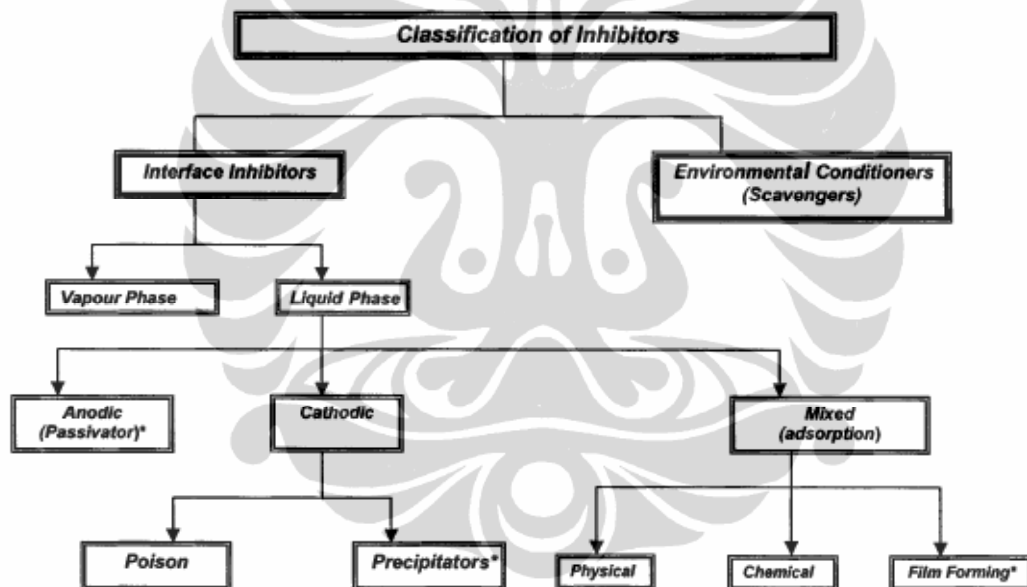 Classification of Inhibitors
Interface Inhibitors
Environmental Conditioners
(Scavengers)
Vapour Phase
Liquid Phase
Anodic
(Passivator)*
Cathodic
Mixed
(adsorption)
Poison
Precipitators*
Physical
Chemical
Film Forming*